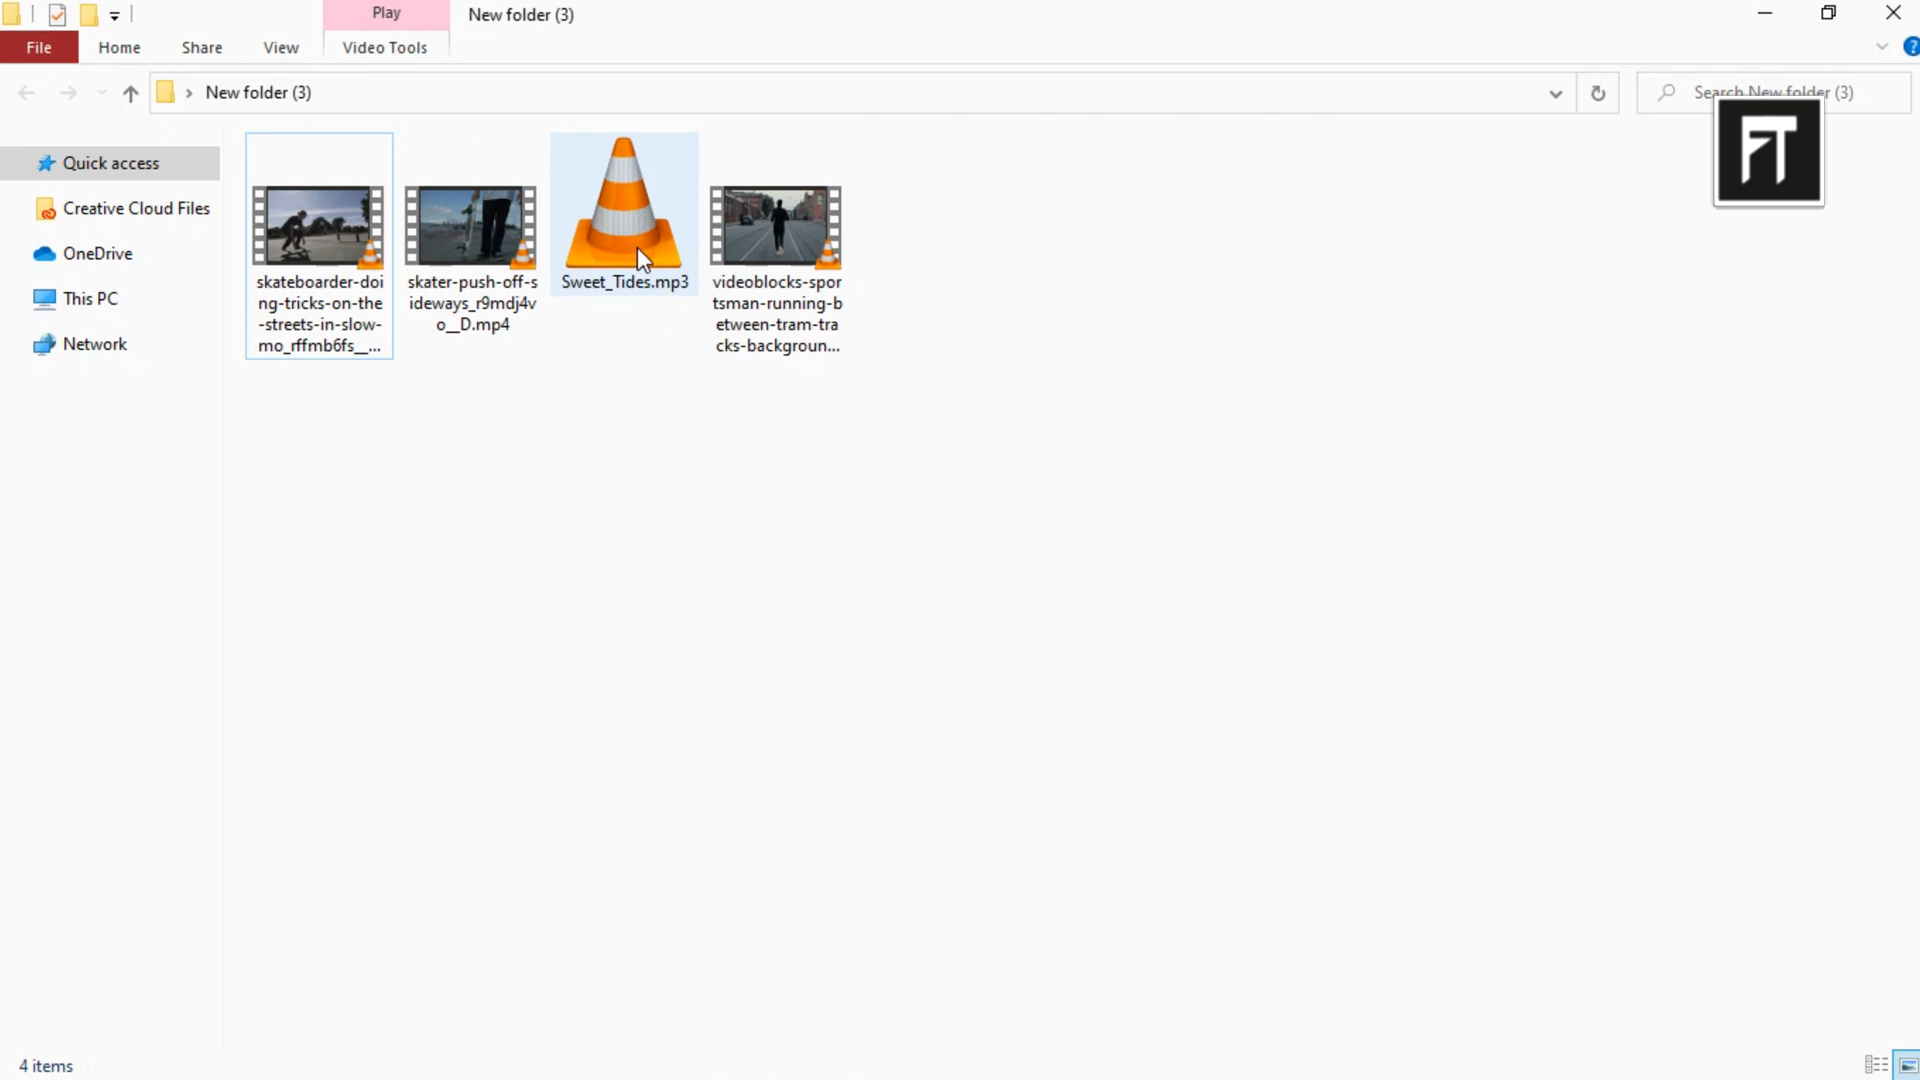 Play
New folder (3)
File
Home
Share
View
Video Tools
New folder (3)
Search New folder (3)
FT
Quick access
Creative Cloud Files
OneDrive
This PC
Network
skateboarder-doi
ng-tricks-on-the
-streets-in-slow-
mo_rffmb6fs__...
skater-push-off-s
ideways_r9mdj4v
o__D.mp4
Sweet_Tides.mp3
videoblocks-spor
tsman-running-b
etween-tram-tra
cks-backgroun...
4 items